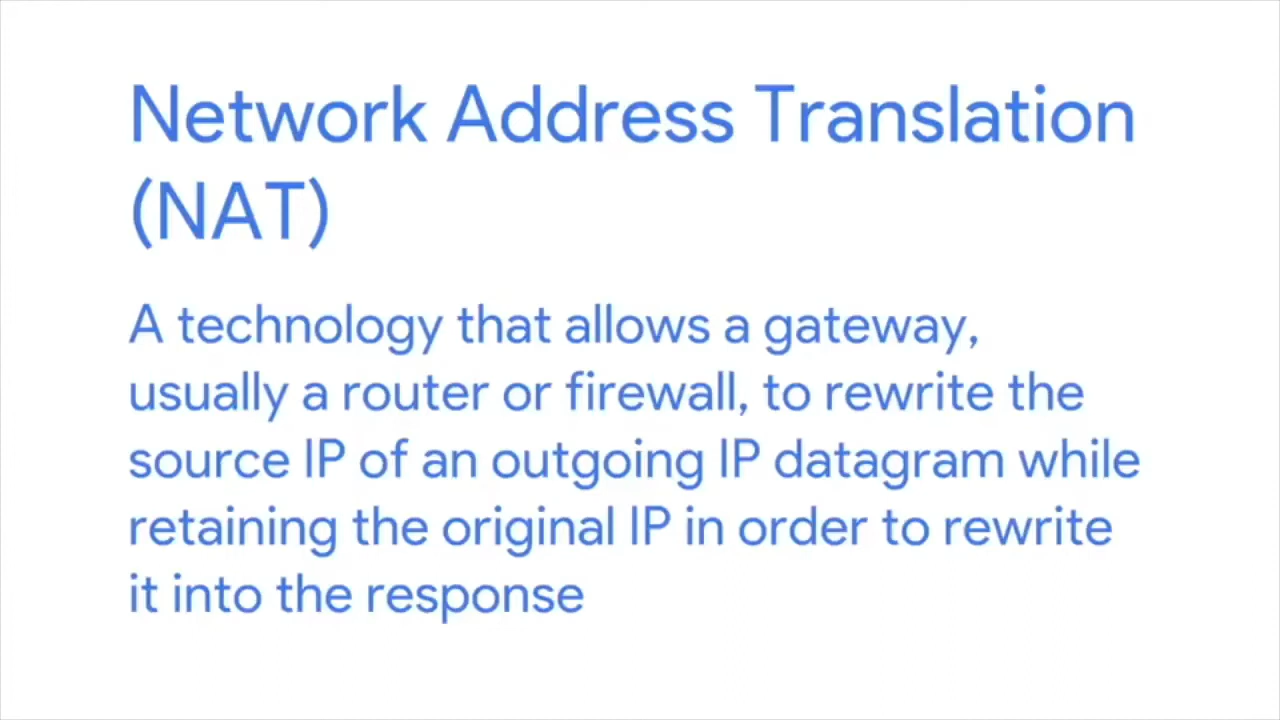 Network Address Translation
(NAT)
A technology that allows a gateway,
usually a router or firewall, to rewrite the
source IP of an outgoing IP datagram while
retaining the original IP in order to rewrite
it into the response